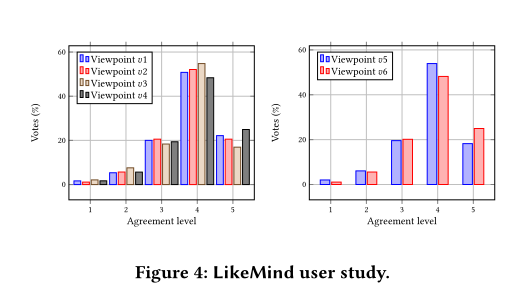 60
40
20
0
Votes (%)
Viewpoint v1
Viewpoint v2
Viewpoint v3
Viewpoint v4
1 2 3 4 5
Agreement level
60
40
20
0
Votes (%)
Viewpoint v5
Viewpoint v6
1 2 3 4 5
Agreement level
Figure 4: LikeMind user study.